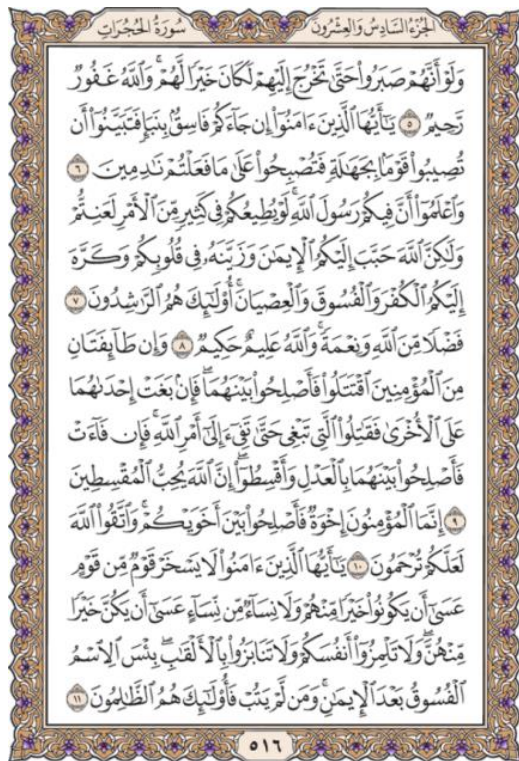 الجُزْءُ السَّادِسُ وَالعِشْرُونَ سُورَةُ الحُجُرَاتِ
وَلَوْ أَنَّهُمْ صَبَرُوا۟ حَتَّىٰ تَخْرُجَ إِلَيْهِمْ لَكَانَ خَيْرًا لَّهُمْ ۚ وَٱللَّهُ غَفُورٌ
رَّحِيمٌ ٥ يَـٰٓأَيُّهَا ٱلَّذِينَ ءَامَنُوٓا۟ إِن جَآءَكُمْ فَاسِقٌۢ بِنَبَإٍ فَتَبَيَّنُوٓا۟ أَن
تُصِيبُوا۟ قَوْمًۢا بِجَهَـٰلَةٍ فَتُصْبِحُوا۟ عَلَىٰ مَا فَعَلْتُمْ نَـٰدِمِينَ ٦
وَٱعْلَمُوٓا۟ أَنَّ فِيكُمْ رَسُولَ ٱللَّهِ ۚ لَوْ يُطِيعُكُمْ فِى كَثِيرٍ مِّنَ ٱلْأَمْرِ لَعَنِتُّمْ
وَلَـٰكِنَّ ٱللَّهَ حَبَّبَ إِلَيْكُمُ ٱلْإِيمَـٰنَ وَزَيَّنَهُۥ فِى قُلُوبِكُمْ وَكَرَّهَ
إِلَيْكُمُ ٱلْكُفْرَ وَٱلْفُسُوقَ وَٱلْعِصْيَانَ ۚ أُو۟لَـٰٓئِكَ هُمُ ٱلرَّٰشِدُونَ ٧
فَضْلًا مِّنَ ٱللَّهِ وَنِعْمَةً ۚ وَٱللَّهُ عَلِيمٌ حَكِيمٌ ٨ وَإِن طَآئِفَتَانِ
مِنَ ٱلْمُؤْمِنِينَ ٱقْتَتَلُوا۟ فَأَصْلِحُوا۟ بَيْنَهُمَا ۖ فَإِنۢ بَغَتْ إِحْدَىٰهُمَا
عَلَى ٱلْأُخْرَىٰ فَقَـٰتِلُوا۟ ٱلَّتِى تَبْغِى حَتَّىٰ تَفِىٓءَ إِلَىٰٓ أَمْرِ ٱللَّهِ ۚ فَإِن فَآءَتْ
فَأَصْلِحُوا۟ بَيْنَهُمَا بِٱلْعَدْلِ وَأَقْسِطُوٓا۟ ۖ إِنَّ ٱللَّهَ يُحِبُّ ٱلْمُقْسِطِينَ
٩ إِنَّمَا ٱلْمُؤْمِنُونَ إِخْوَةٌ فَأَصْلِحُوا۟ بَيْنَ أَخَوَيْكُمْ ۚ وَٱتَّقُوا۟ ٱللَّهَ
لَعَلَّكُمْ تُرْحَمُونَ ١٠ يَـٰٓأَيُّهَا ٱلَّذِينَ ءَامَنُوا۟ لَا يَسْخَرْ قَوْمٌ مِّن قَوْمٍ
عَسَىٰٓ أَن يَكُونُوا۟ خَيْرًا مِّنْهُمْ وَلَا نِسَآءٌ مِّن نِّسَآءٍ عَسَىٰٓ أَن يَكُنَّ خَيْرًا
مِّنْهُنَّ ۖ وَلَا تَلْمِزُوٓا۟ أَنفُسَكُمْ وَلَا تَنَابَزُوا۟ بِٱلْأَلْقَـٰبِ ۖ بِئْسَ ٱلِٱسْمُ
ٱلْفُسُوقُ بَعْدَ ٱلْإِيمَـٰنِ ۚ وَمَن لَّمْ يَتُبْ فَأُو۟لَـٰٓئِكَ هُمُ ٱلظَّـٰلِمُونَ ١١
٥١٦